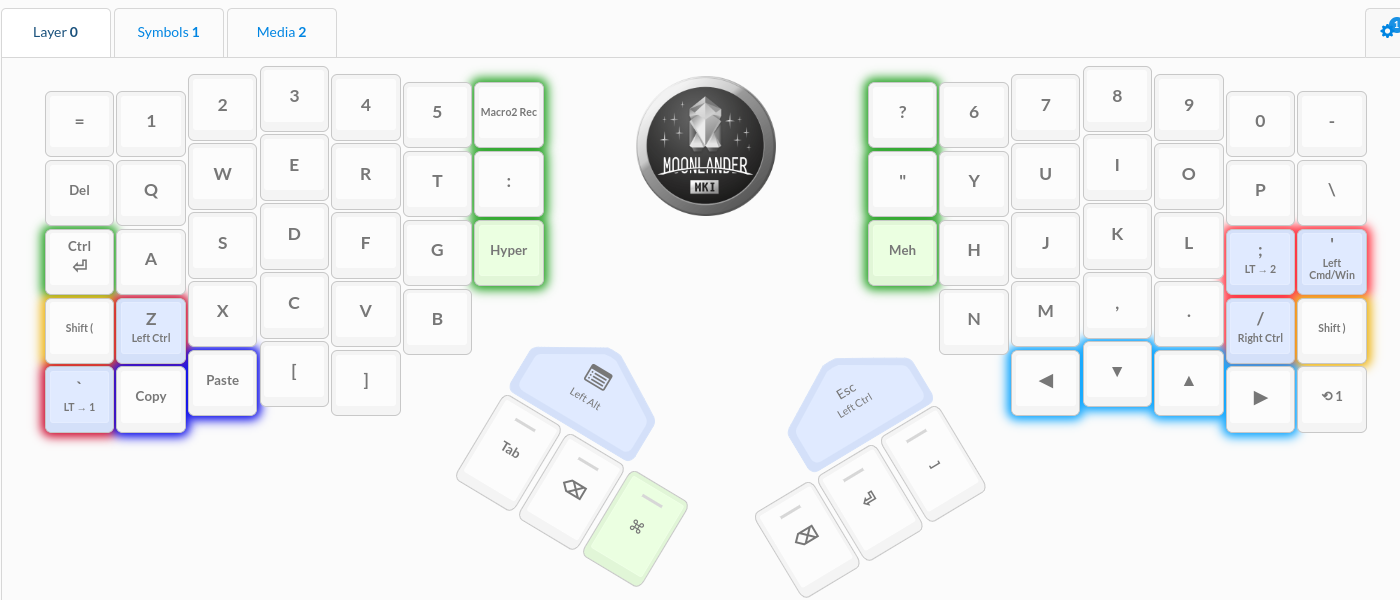 Layer 0
Symbols 1
Media 2
1
= 1 2 3 4 5 Macro2 Rec
? 6 7 8 9 0 -
Del Q W E R T :
" Y U I O P \
Ctrl
A S D F G Hyper
Meh H J K L ;
LT → 2
'
Left
Cmd/Win
Shift (
Z
Left Ctrl
X C V B
N M , . /
Right Ctrl
Shift )
`
LT → 1
Copy Paste [ ]
1
Left Alt
Tab
Esc
Left Ctrl
MOONLANDER
MKI